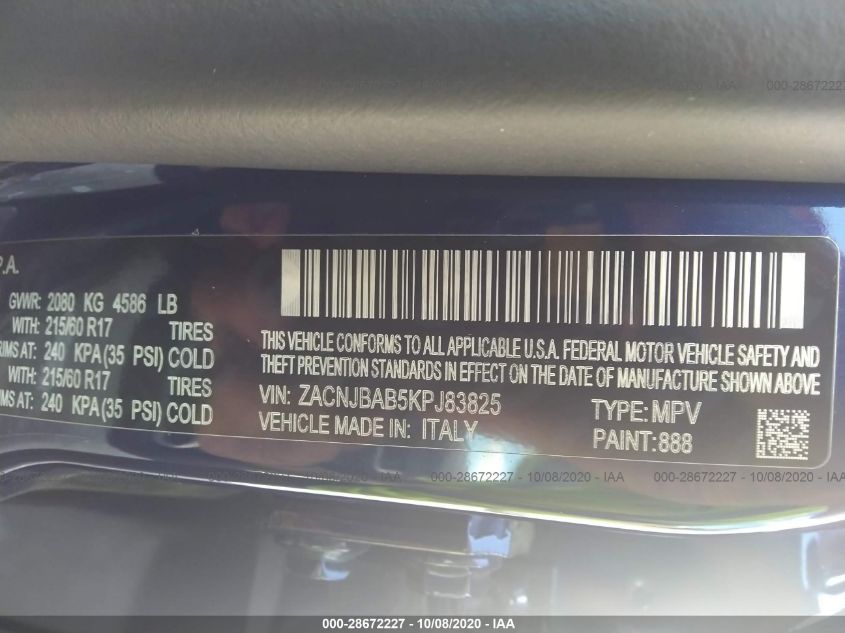 P.A.
GVWR: 2080 KG 4586 LB
WITH: 215/60 R17 TIRES
RIMS AT: 240 KPA (35 PSI) COLD
WITH: 215/60 R17 TIRES
RIMS AT: 240 KPA (35 PSI) COLD
THIS VEHICLE CONFORMS TO ALL APPLICABLE U.S.A. FEDERAL MOTOR VEHICLE SAFETY AND
THEFT PREVENTION STANDARDS IN EFFECT ON THE DATE OF MANUFACTURE SHOWN ABOVE
VIN: ZACNJBAB5KPJ83825
VEHICLE MADE IN: ITALY
TYPE: MPV
PAINT: 888
000-28672227 - 10/08/2020 - IAA
000-28672227 - 10/08/2020 - IAA
000-28672227 - 10/08/2020 - IAA